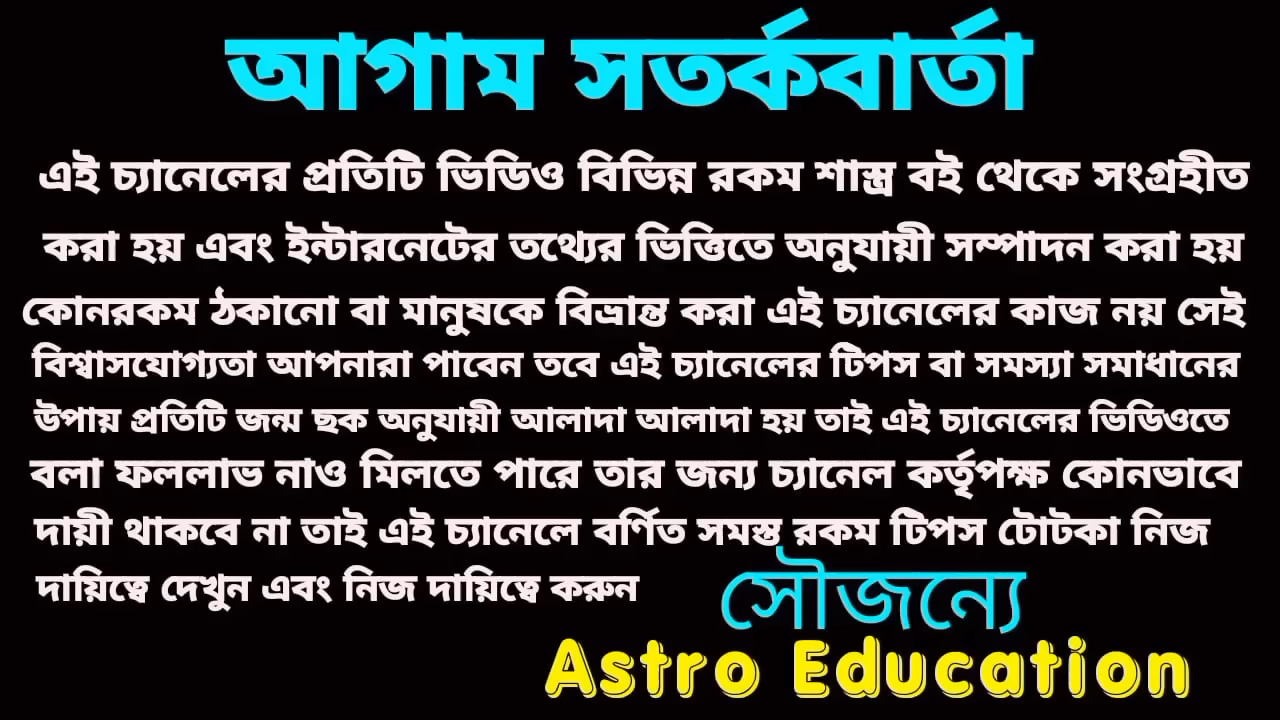 আগাম সতর্কবার্তা
এই চ্যানেলের প্রতিটি ভিডিও বিভিন্ন রকম শাস্ত্র বই থেকে সংগ্রহীত
করা হয় এবং ইন্টারনেটের তথ্যের ভিত্তিতে অনুযায়ী সম্পাদন করা হয়
কোনরকম ঠকানো বা মানুষকে বিভ্রান্ত করা এই চ্যানেলের কাজ নয় সেই
বিশ্বাসযোগ্যতা আপনারা পাবেন তবে এই চ্যানেলের টিপস বা সমস্যা সমাধানের
উপায় প্রতিটি জন্ম ছক অনুযায়ী আলাদা আলাদা হয় তাই এই চ্যানেলের ভিডিওতে
বলা ফললাভ নাও মিলতে পারে তার জন্য চ্যানেল কর্তৃপক্ষ কোনভাবে
দায়ী থাকবে না তাই এই চ্যানেলে বর্ণিত সমস্ত রকম টিপস টোটকা নিজ
দায়িত্বে দেখুন এবং নিজ দায়িত্বে করুন
সৌজন্যে
Astro Education